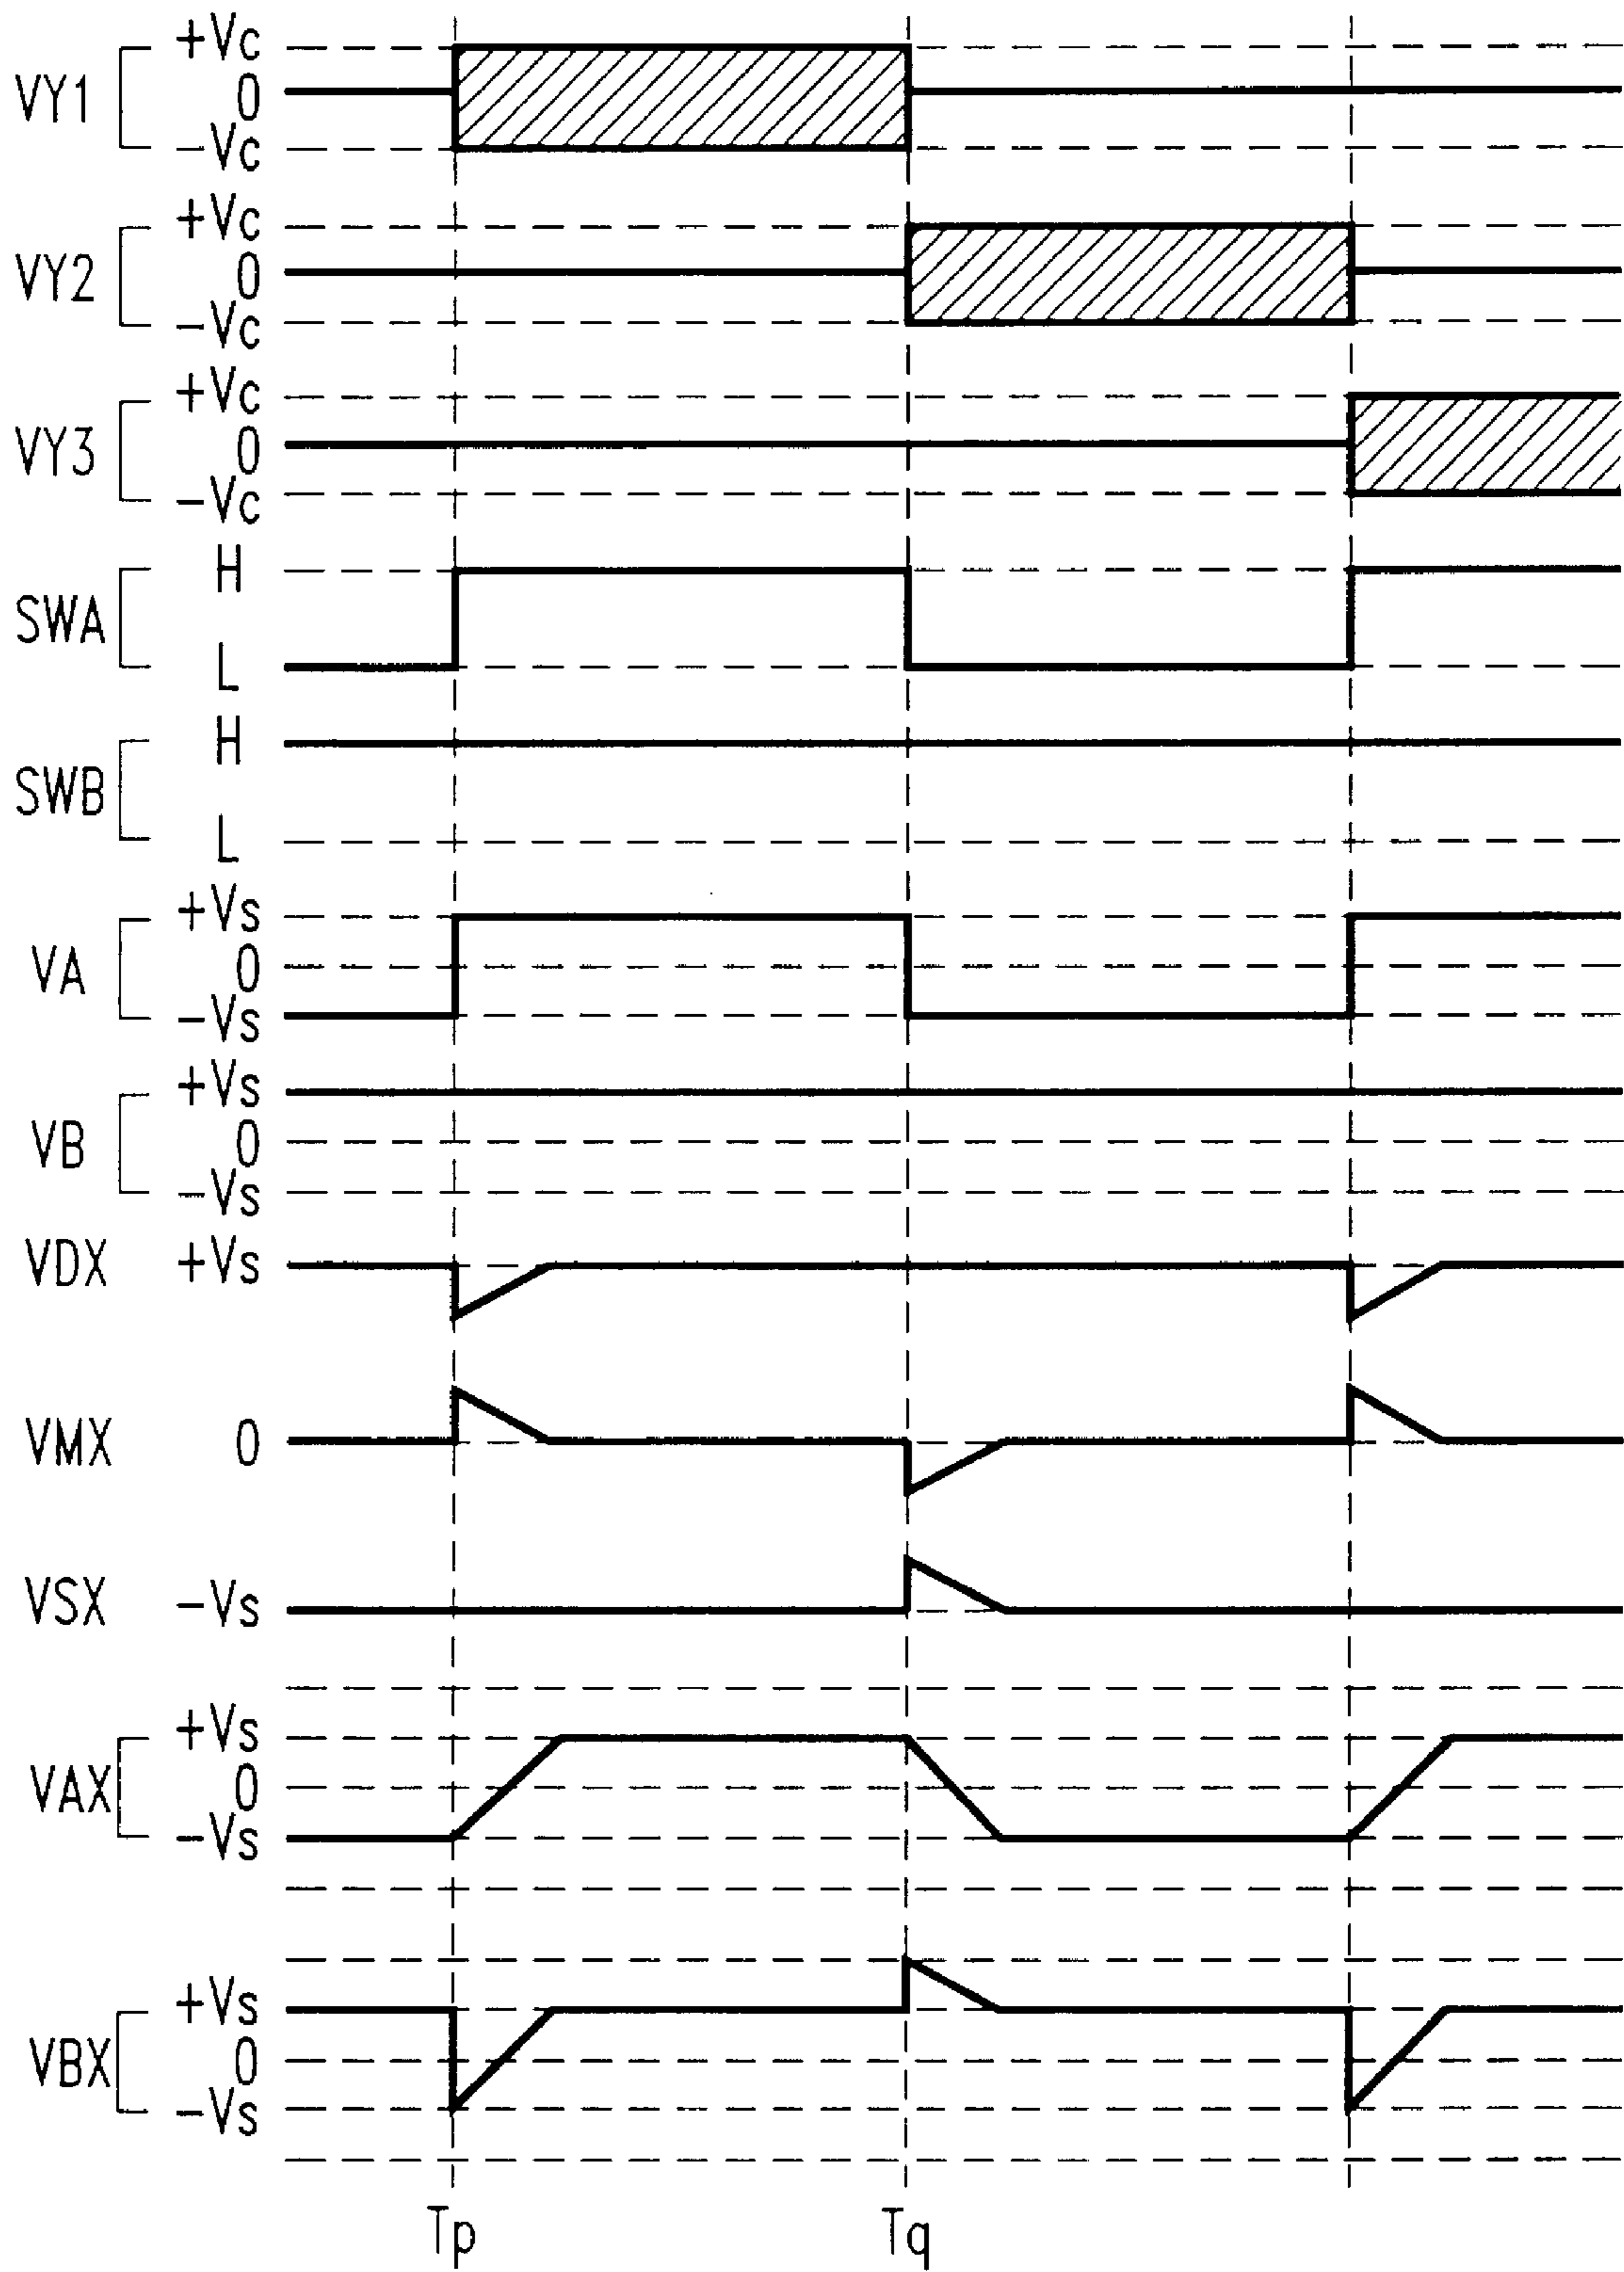 +Vc
VY1 0
-Vc
+Vc
VY2 0
-Vc
+Vc
VY3 0
-Vc
H
SWA
L
H
SWB
L
+Vs
VA 0
-Vs
+Vs
VB 0
-Vs
VDX +Vs
VMX 0
VSX -Vs
+Vs
VAX 0
-Vs
+Vs
VBX 0
-Vs
Tp Tq